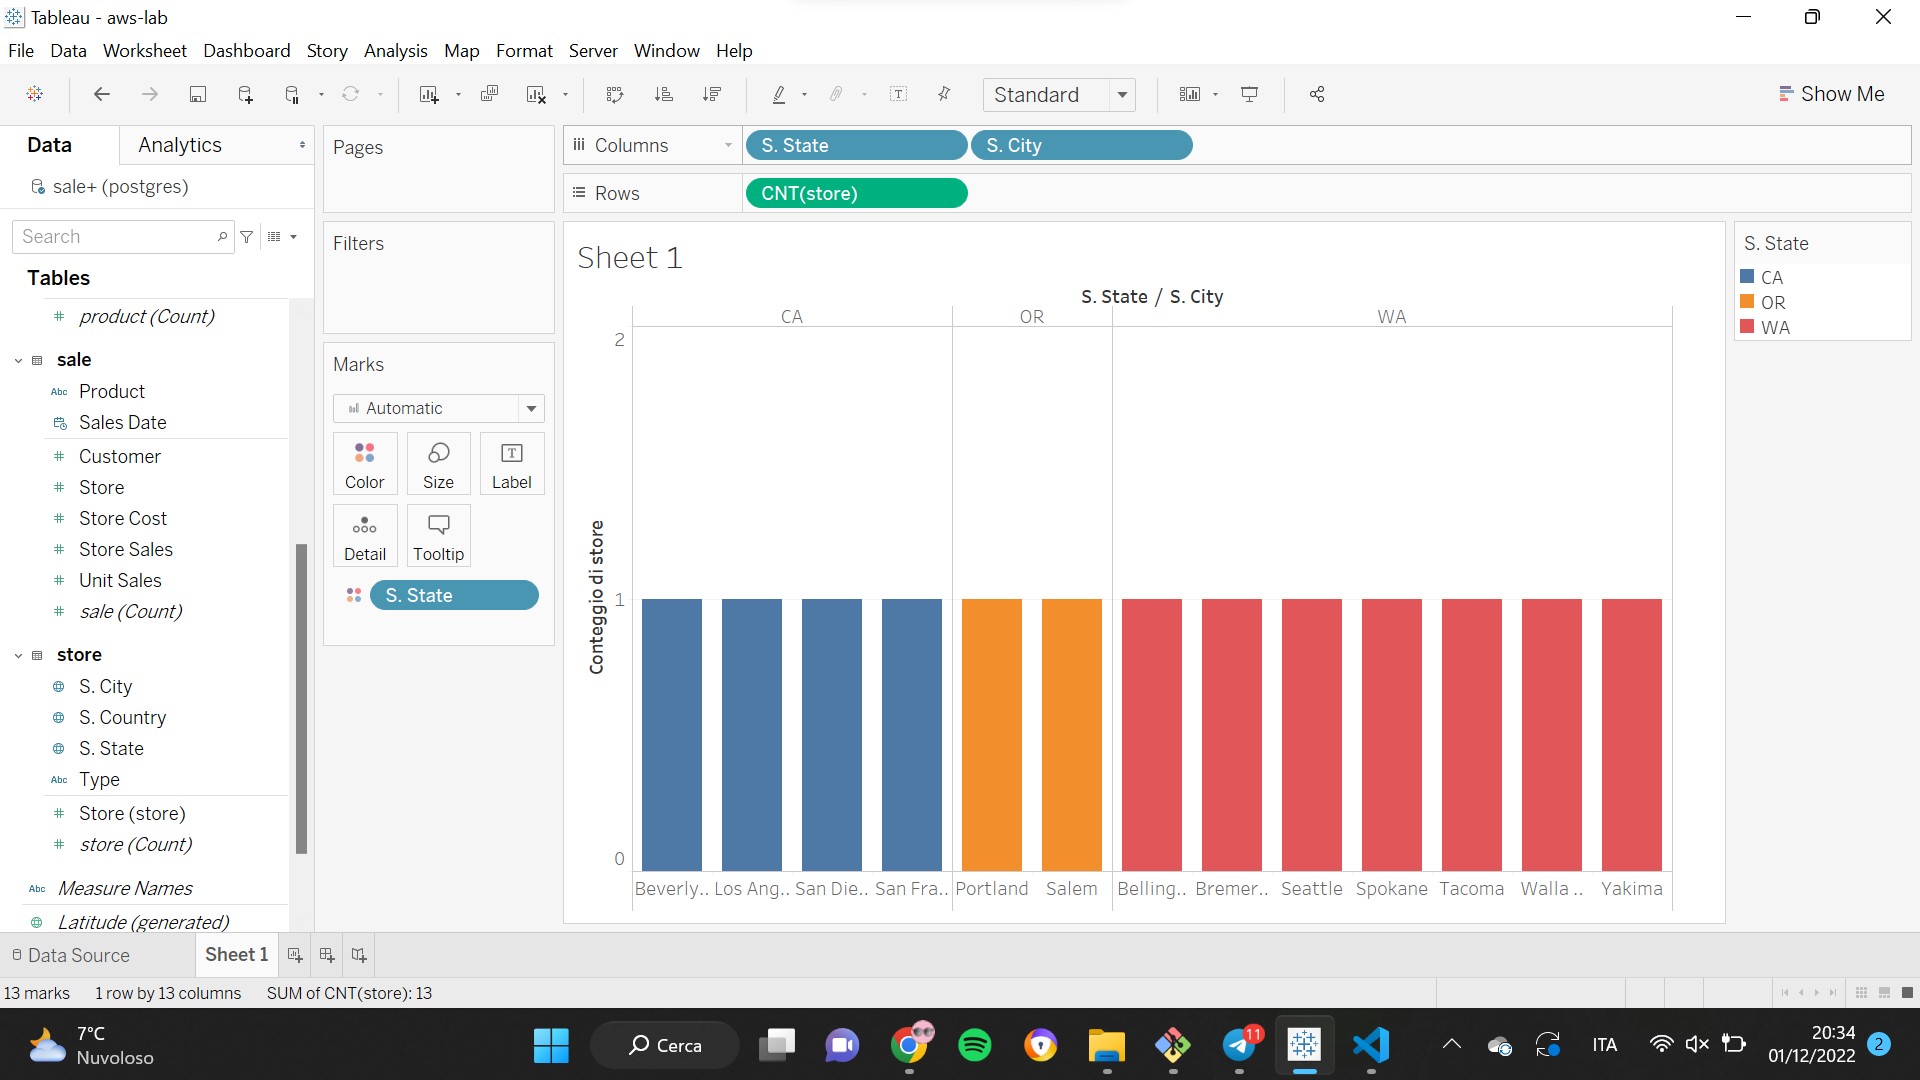 Tableau - aws-lab
File Data Worksheet Dashboard Story Analysis Map Format Server Window Help
Standard
Show Me
Data Analytics
sale+ (postgres)
Search
Tables
# product (Count)
sale
Abc Product
Sales Date
# Customer
# Store
# Store Cost
# Store Sales
# Unit Sales
# sale (Count)
store
S. City
S. Country
S. State
Abc Type
# Store (store)
# store (Count)
Abc Measure Names
Latitude (generated)
Pages
Filters
Marks
Automatic
Color Size Label
Detail Tooltip
S. State
Columns S. State S. City
Rows CNT(store)
Sheet 1
S. State / S. City
CA OR WA
Conteggio di store
2
1
0
Beverly.. Los Ang.. San Die.. San Fra.. Portland Salem Belling.. Bremer.. Seattle Spokane Tacoma Walla .. Yakima
S. State
CA
OR
WA
Data Source Sheet 1
13 marks 1 row by 13 columns SUM of CNT(store): 13
7°C
Nuvoloso
Cerca
11
ITA
20:34
01/12/2022
2